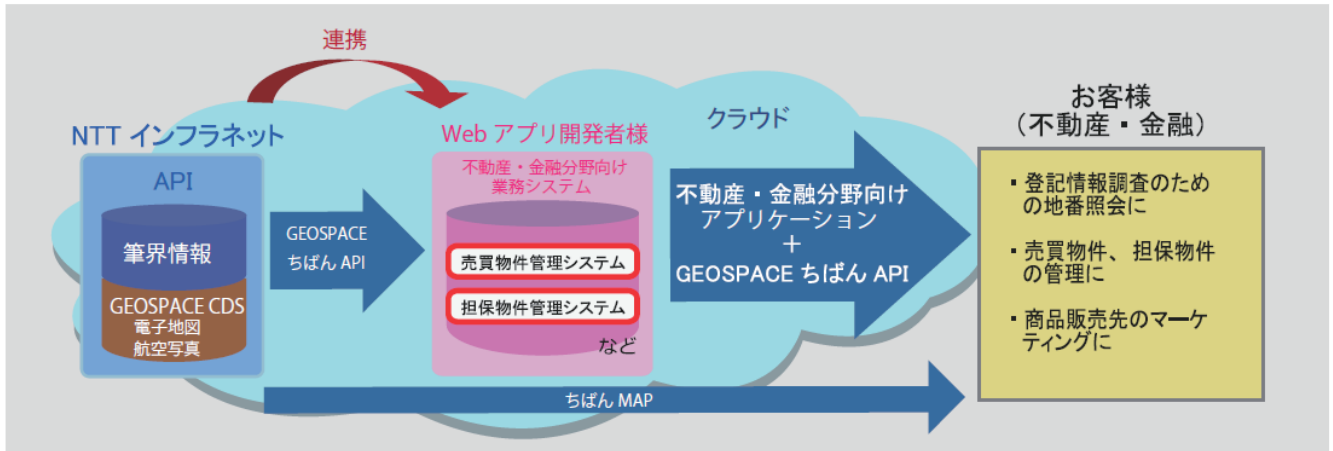 連携
NTT インフラネット
API
筆界情報
GEOSPACE CDS
電子地図
航空写真
GEOSPACE
ちばん API
Web アプリ開発者様
不動産・金融分野向け
業務システム
売買物件管理システム
担保物件管理システム
など
クラウド
不動産・金融分野向け
アプリケーション
+
GEOSPACE ちばん API
ちばん MAP
お客様
（不動産・金融）
・登記情報調査のため
の地番照会に
・売買物件、担保物件
の管理に
・商品販売先のマーケ
ティングに